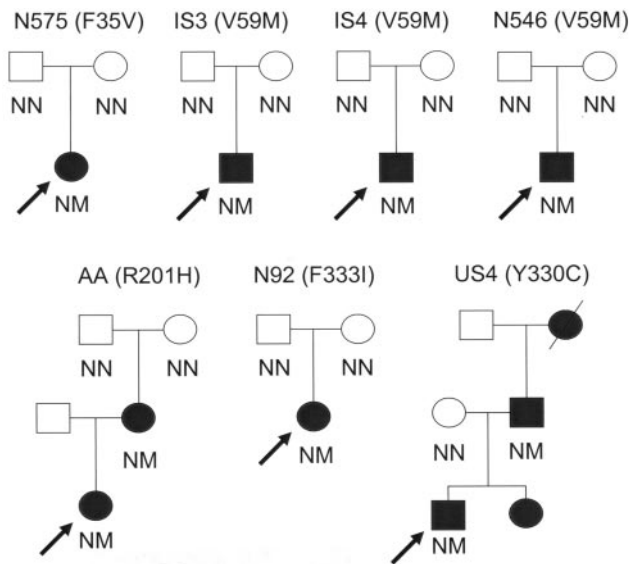 N575 (F35V) IS3 (V59M) IS4 (V59M) N546 (V59M)
NN NN NN NN NN NN NN NN
NM NM NM NM
AA (R201H) N92 (F333I) US4 (Y330C)
NN NN NN NN
NM NM NN NM
NM NM